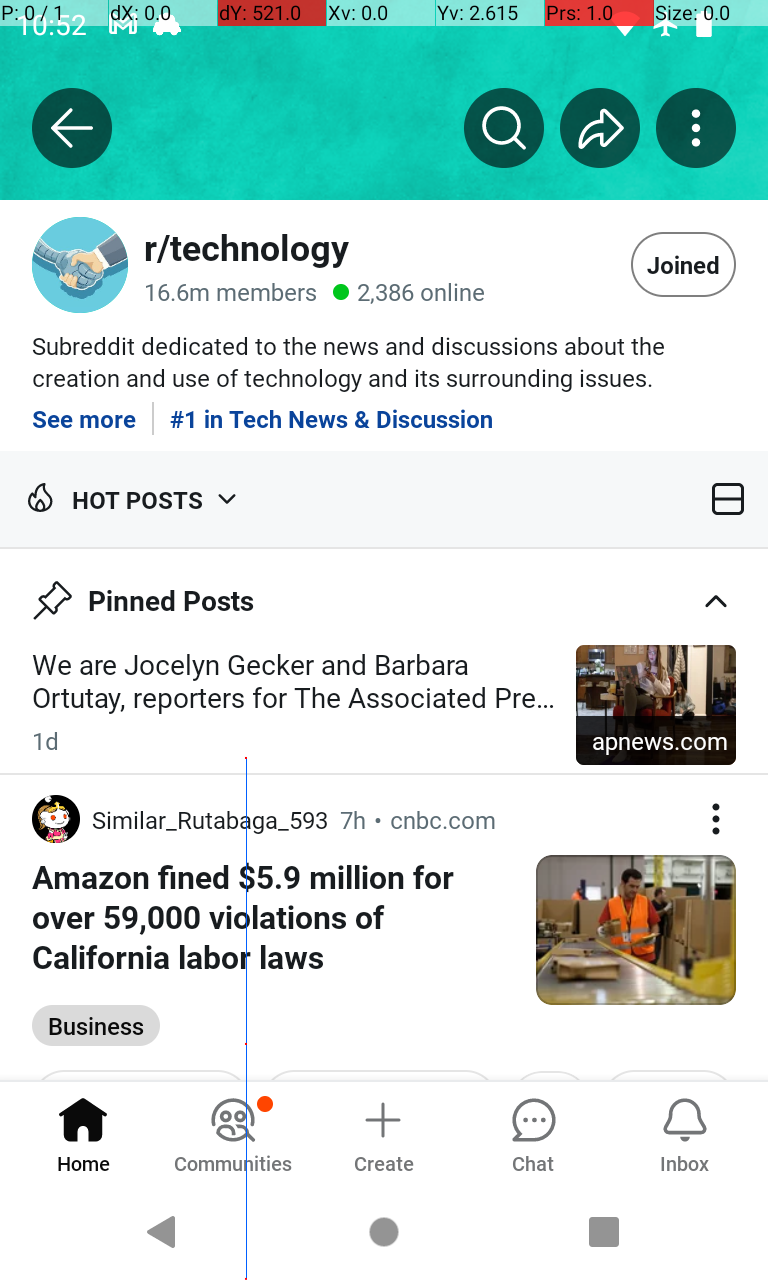 P: 0 / 1 dX: 0.0 dY: 521.0 Xv: 0.0 Yv: 2.615 Prs: 1.0 Size: 0.0
10:52
r/technology
16.6m members 2,386 online
Joined
Subreddit dedicated to the news and discussions about the
creation and use of technology and its surrounding issues.
See more #1 in Tech News & Discussion
HOT POSTS
Pinned Posts
We are Jocelyn Gecker and Barbara
Ortutay, reporters for The Associated Pre…
1d
apnews.com
Similar_Rutabaga_593 7h • cnbc.com
Amazon fined $5.9 million for
over 59,000 violations of
California labor laws
Business
Home Communities Create Chat Inbox